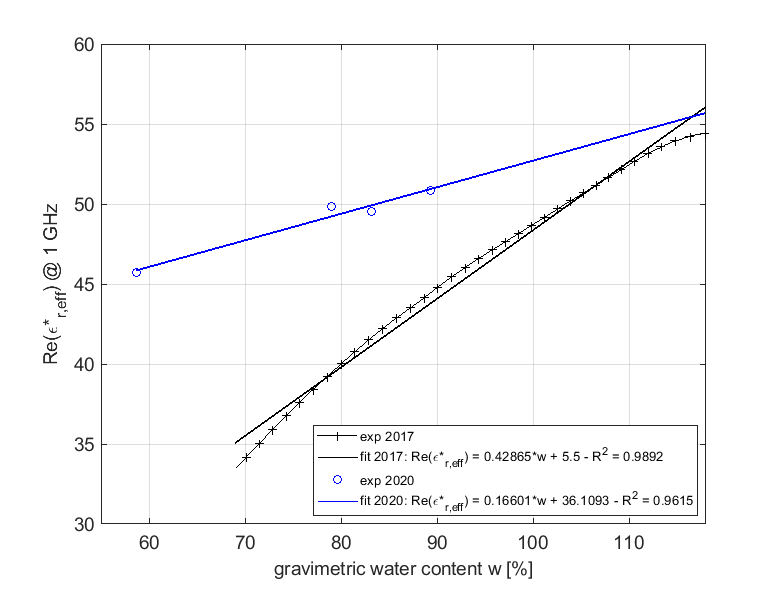 60
55
50
45
40
35
30
Re(ϵ*r,eff) @ 1 GHz
exp 2017
fit 2017: Re(ϵ*r,eff) = 0.42865*w + 5.5 - R2 = 0.9892
exp 2020
fit 2020: Re(ϵ*r,eff) = 0.16601*w + 36.1093 - R2 = 0.9615
60 70 80 90 100 110
gravimetric water content w [%]